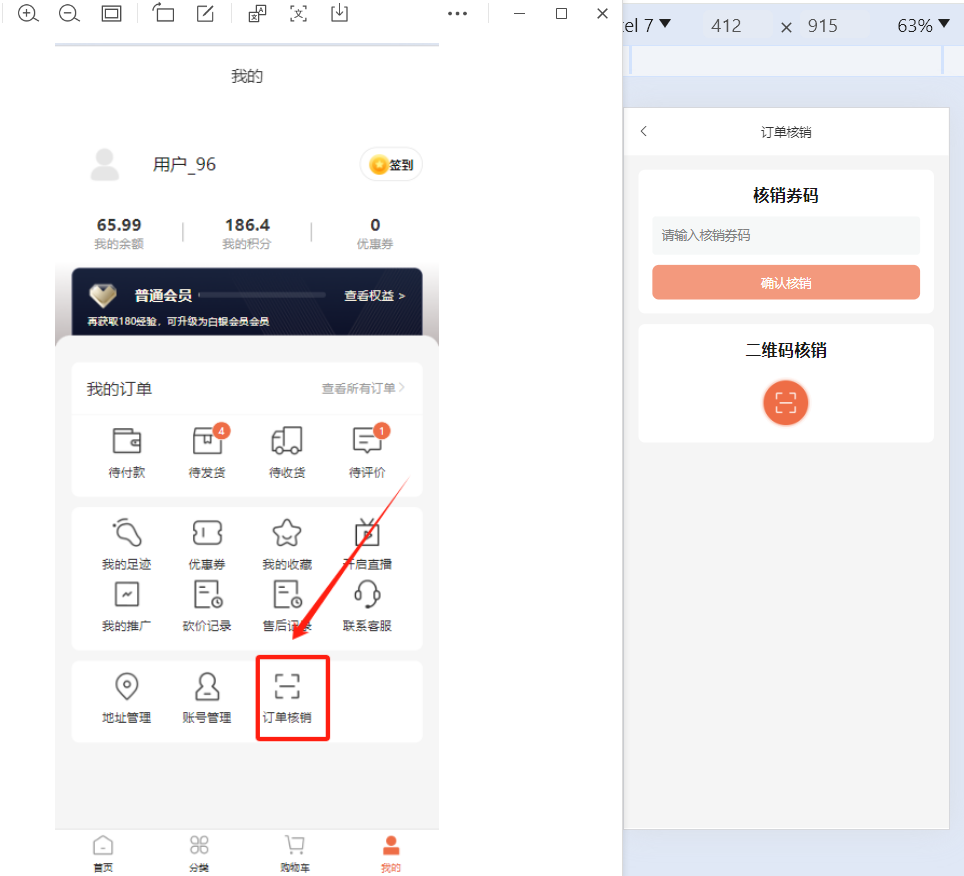 我的
用户_96
签到
65.99
186.4
0
我的余额
我的积分
优惠券
普通会员
查看权益 >
再获取180经验，可升级为白银会员会员
我的订单
查看所有订单
4
1
待付款
待发货
待收货
待评价
我的足迹
优惠券
我的收藏
开启直播
我的推广
砍价记录
售后记录
联系客服
地址管理
账号管理
订单核销
首页
分类
购物车
我的
el 7
412 × 915
63%
订单核销
核销券码
请输入核销券码
确认核销
二维码核销